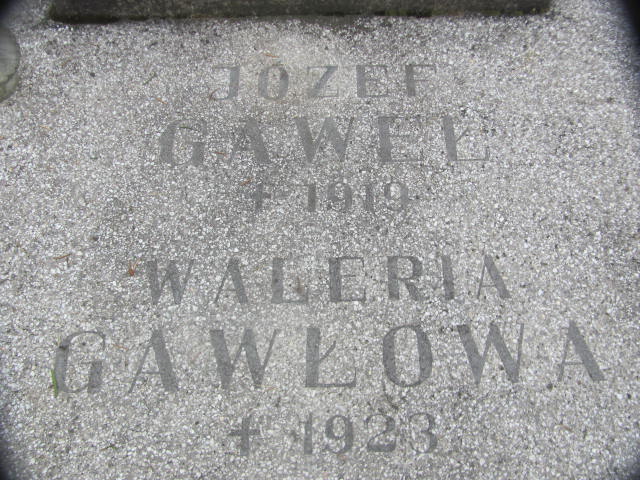 JÓZEF
GAWEŁ
✝ 1919
WALERIA
GAWŁOWA
✝ 1923